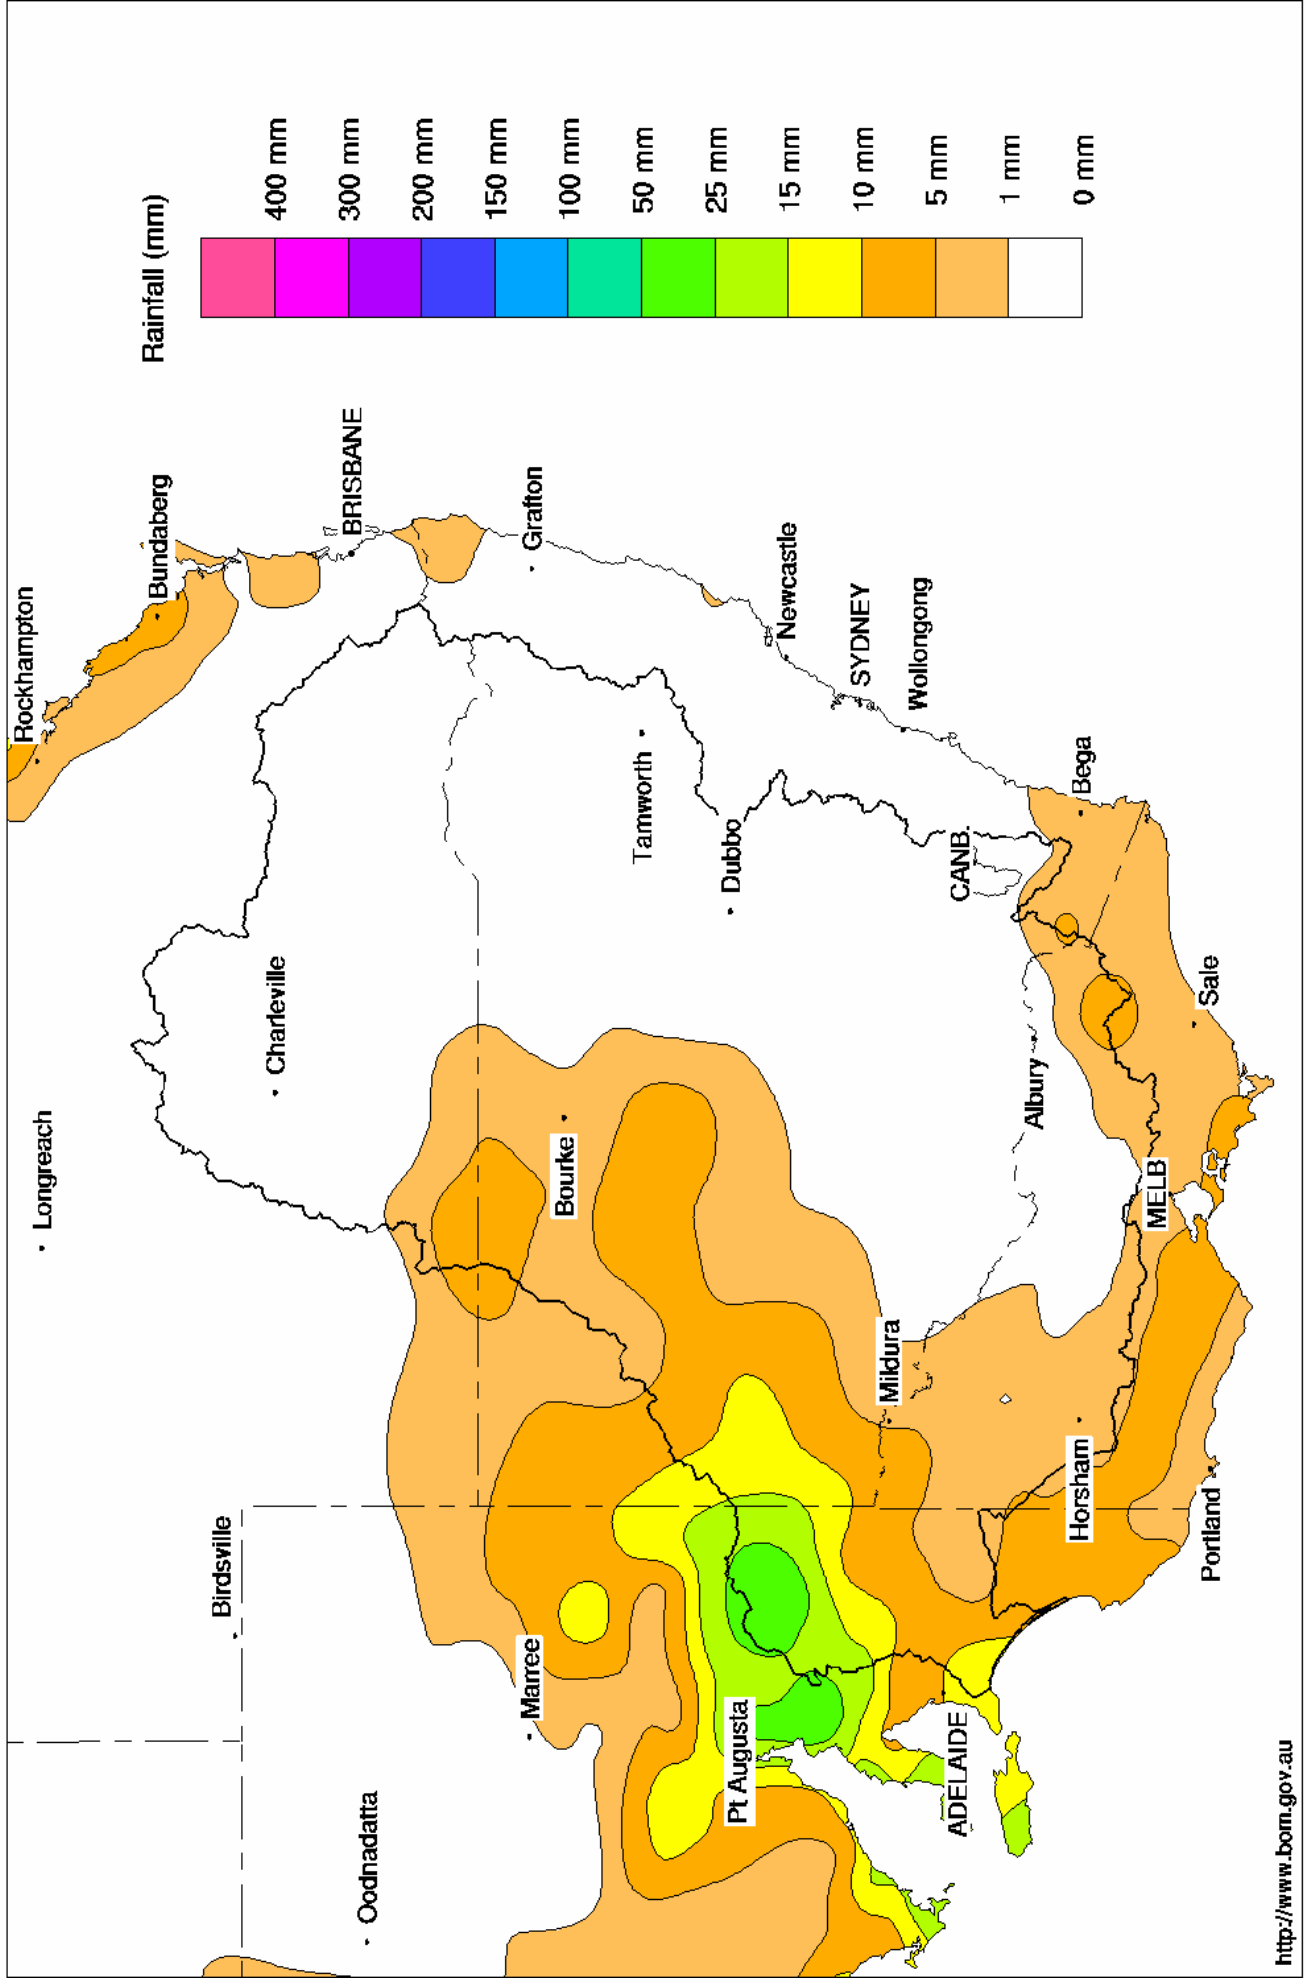 Rainfall (mm)
400 mm
300 mm
200 mm
150 mm
100 mm
50 mm
25 mm
15 mm
10 mm
5 mm
1 mm
0 mm
Rockhampton
Bundaberg
BRISBANE
Grafton
Newcastle
SYDNEY
Wollongong
Bega
Tamworth
Dubbo
CANB.
Longreach
Charleville
Bourke
Albury
Sale
MELB
Mildura
Horsham
Portland
Birdsville
Marree
Oodnadatta
Pt Augusta
ADELAIDE
http://www.bom.gov.au